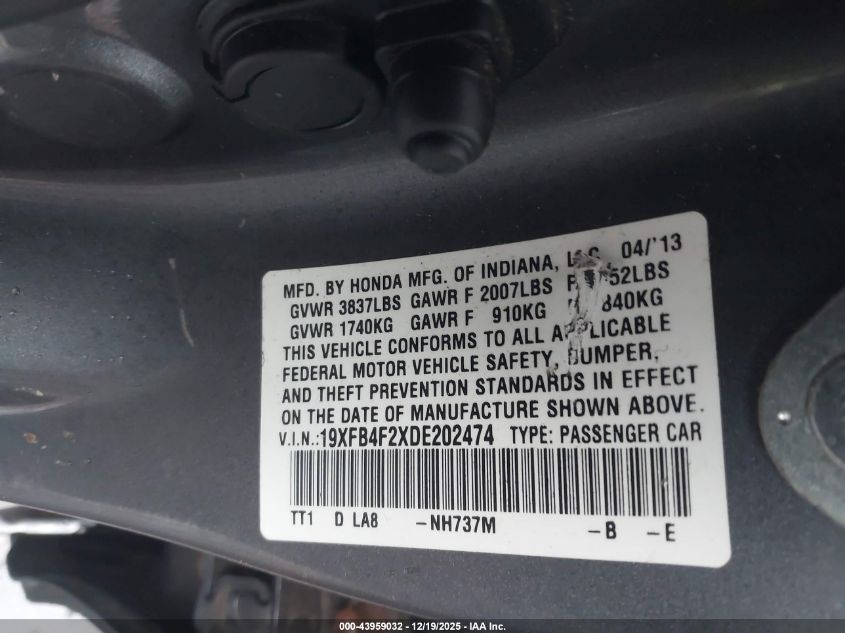 MFD. BY HONDA MFG. OF INDIANA, 04/'13
GVWR 3837LBS GAWR F 2007LBS 52LBS
GVWR 1740KG GAWR F 910KG 840KG
THIS VEHICLE CONFORMS TO ALL APPLICABLE
FEDERAL MOTOR VEHICLE SAFETY, BUMPER,
AND THEFT PREVENTION STANDARDS IN EFFECT
ON THE DATE OF MANUFACTURE SHOWN ABOVE.
V.I.N.:19XFB4F2XDE202474 TYPE: PASSENGER CAR
TT1 D LA8 -NH737M -B -E
000-43959032 - 12/19/2025 - IAA Inc.